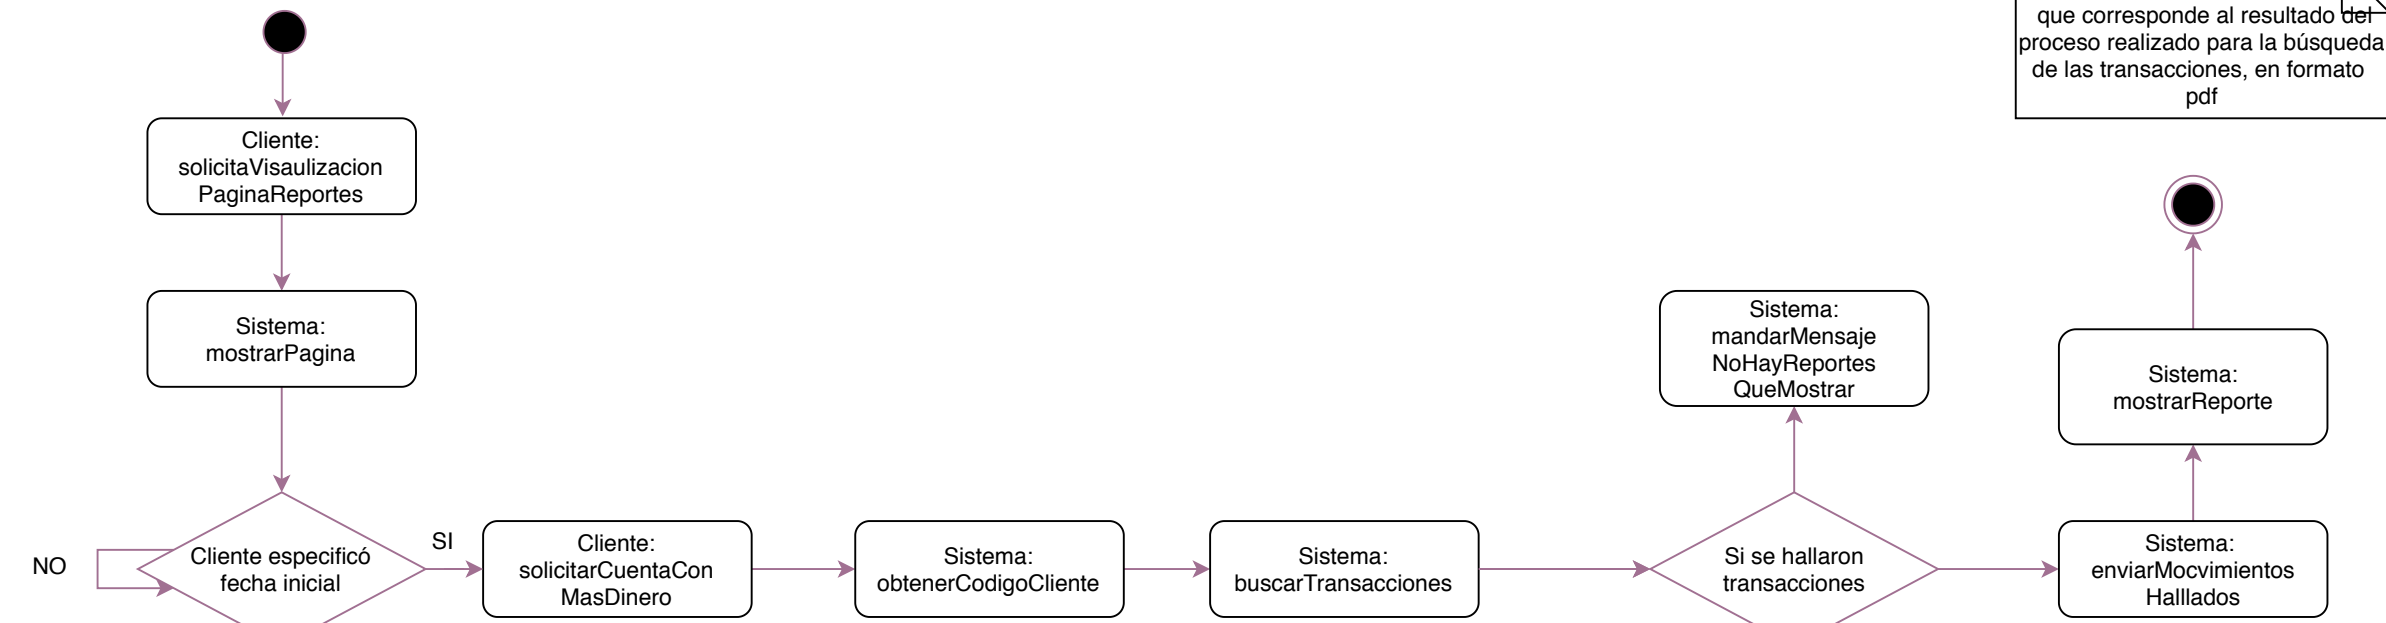 que corresponde al resultado del
proceso realizado para la búsqueda
de las transacciones, en formato
pdf
Cliente:
solicitaVisaulizacion
PaginaReportes
Sistema:
mostrarPagina
Sistema:
mandarMensaje
NoHayReportes
QueMostrar
Sistema:
mostrarReporte
NO
Cliente especificó
fecha inicial
SI
Cliente:
solicitarCuentaCon
MasDinero
Sistema:
obtenerCodigoCliente
Sistema:
buscarTransacciones
Si se hallaron
transacciones
Sistema:
enviarMocvimientos
Halllados